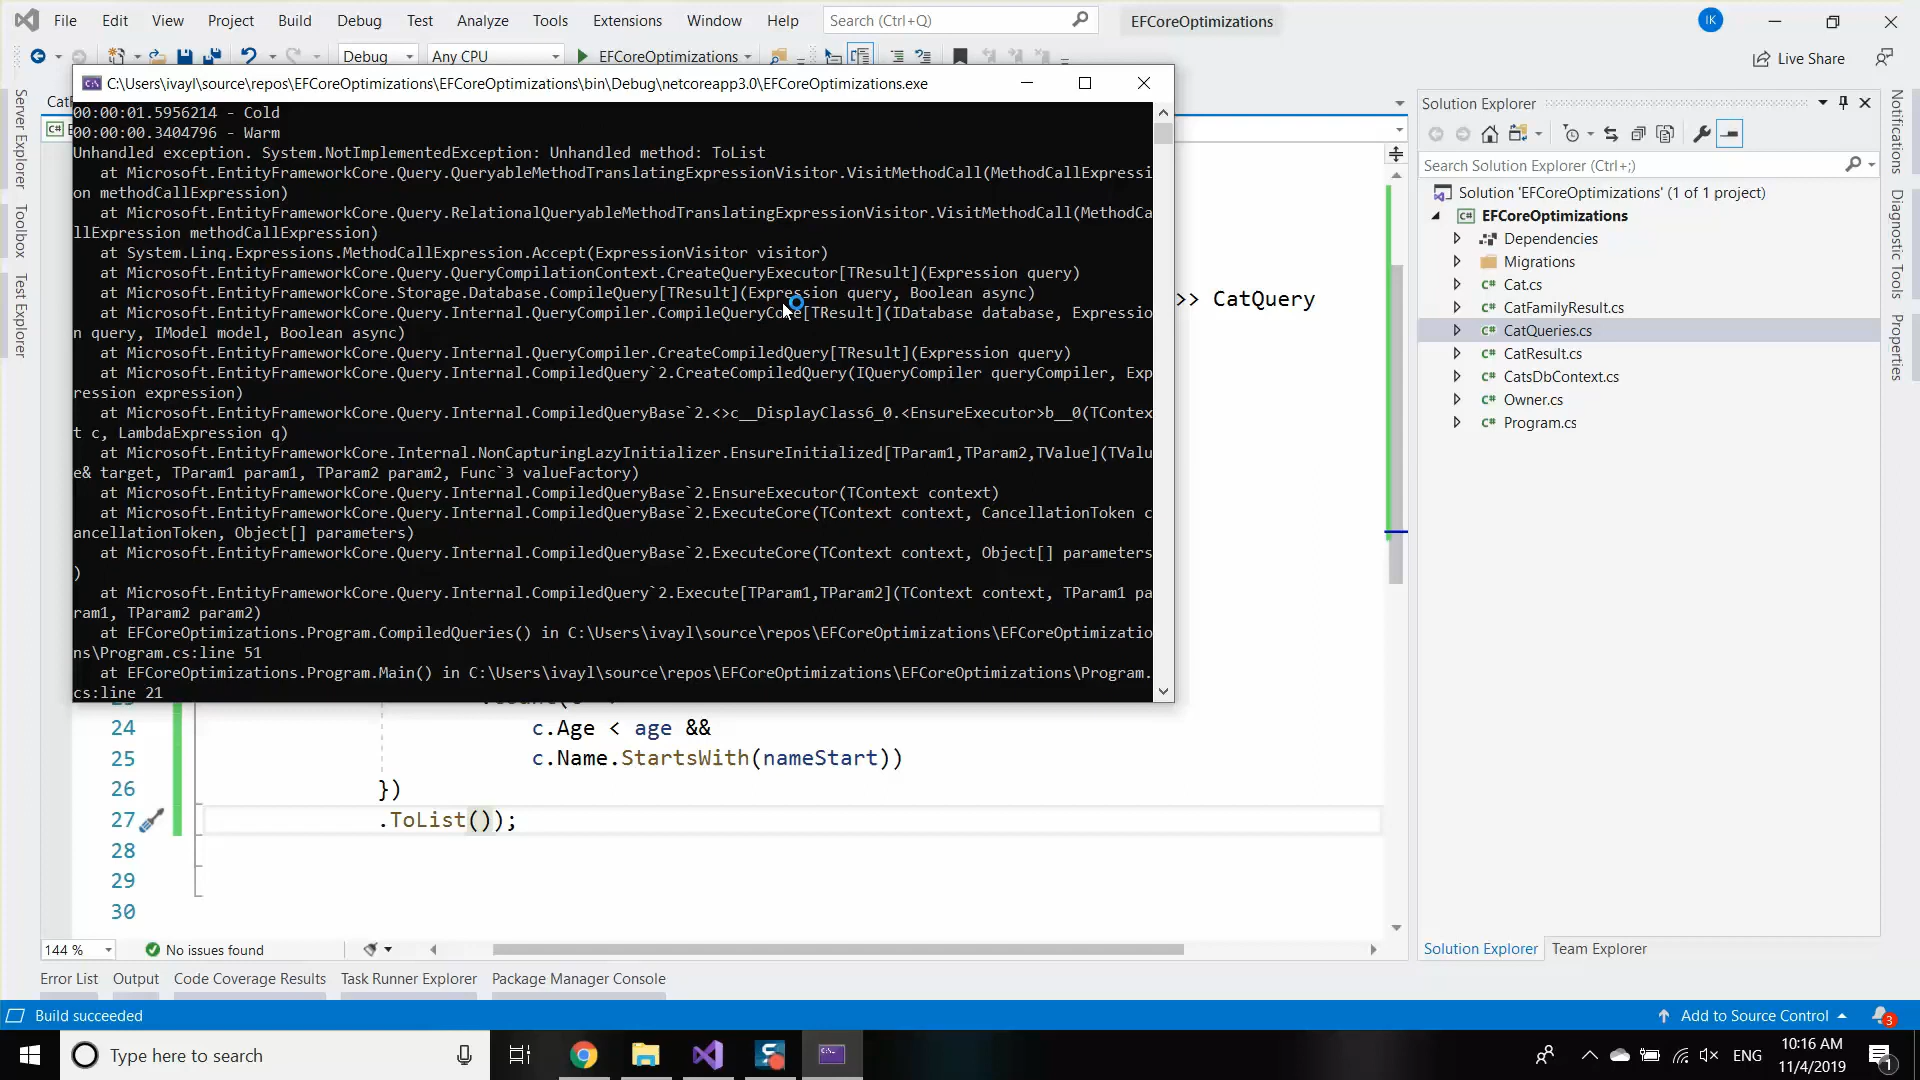 File Edit View Project Build Debug Test Analyze Tools Extensions Window Help Search (Ctrl+Q) EFCoreOptimizations IK
Debug Any CPU EFCoreOptimizations Live Share
C:\Users\ivayl\source\repos\EFCoreOptimizations\EFCoreOptimizations\bin\Debug\netcoreapp3.0\EFCoreOptimizations.exe
00:00:01.5956214 - Cold
00:00:00.3404796 - Warm
Unhandled exception. System.NotImplementedException: Unhandled method: ToList
at Microsoft.EntityFrameworkCore.Query.QueryableMethodTranslatingExpressionVisitor.VisitMethodCall(MethodCallExpressi
on methodCallExpression)
at Microsoft.EntityFrameworkCore.Query.RelationalQueryableMethodTranslatingExpressionVisitor.VisitMethodCall(MethodCa
llExpression methodCallExpression)
at System.Linq.Expressions.MethodCallExpression.Accept(ExpressionVisitor visitor)
at Microsoft.EntityFrameworkCore.Query.QueryCompilationContext.CreateQueryExecutor[TResult](Expression query)
at Microsoft.EntityFrameworkCore.Storage.Database.CompileQuery[TResult](Expression query, Boolean async)
at Microsoft.EntityFrameworkCore.Query.Internal.QueryCompiler.CompileQueryCore[TResult](IDatabase database, Expressio
n query, IModel model, Boolean async)
at Microsoft.EntityFrameworkCore.Query.Internal.QueryCompiler.CreateCompiledQuery[TResult](Expression query)
at Microsoft.EntityFrameworkCore.Query.Internal.CompiledQuery`2.CreateCompiledQuery(IQueryCompiler queryCompiler, Exp
ression expression)
at Microsoft.EntityFrameworkCore.Query.Internal.CompiledQueryBase`2.<>c__DisplayClass6_0.<EnsureExecutor>b__0(TContex
t c, LambdaExpression q)
at Microsoft.EntityFrameworkCore.Internal.NonCapturingLazyInitializer.EnsureInitialized[TParam1,TParam2,TValue](TValu
e& target, TParam1 param1, TParam2 param2, Func`3 valueFactory)
at Microsoft.EntityFrameworkCore.Query.Internal.CompiledQueryBase`2.EnsureExecutor(TContext context)
at Microsoft.EntityFrameworkCore.Query.Internal.CompiledQueryBase`2.ExecuteCore(TContext context, CancellationToken c
ancellationToken, Object[] parameters)
at Microsoft.EntityFrameworkCore.Query.Internal.CompiledQueryBase`2.ExecuteCore(TContext context, Object[] parameters
)
at Microsoft.EntityFrameworkCore.Query.Internal.CompiledQuery`2.Execute[TParam1,TParam2](TContext context, TParam1 pa
ram1, TParam2 param2)
at EFCoreOptimizations.Program.CompiledQueries() in C:\Users\ivayl\source\repos\EFCoreOptimizations\EFCoreOptimizatio
ns\Program.cs:line 51
at EFCoreOptimizations.Program.Main() in C:\Users\ivayl\source\repos\EFCoreOptimizations\EFCoreOptimizations\Program.
cs:line 21
>> CatQuery
24 c.Age < age &&
25 c.Name.StartsWith(nameStart))
26 })
27 .ToList());
28
29
30
144 % No issues found
Error List Output Code Coverage Results Task Runner Explorer Package Manager Console
Server Explorer
Toolbox
Test Explorer
Solution Explorer
Search Solution Explorer (Ctrl+;)
Solution 'EFCoreOptimizations' (1 of 1 project)
EFCoreOptimizations
Dependencies
Migrations
C# Cat.cs
C# CatFamilyResult.cs
C# CatQueries.cs
C# CatResult.cs
C# CatsDbContext.cs
C# Owner.cs
C# Program.cs
Solution Explorer Team Explorer
Notifications
Diagnostic Tools
Properties
Build succeeded Add to Source Control 3
Type here to search ENG 10:16 AM
11/4/2019 1